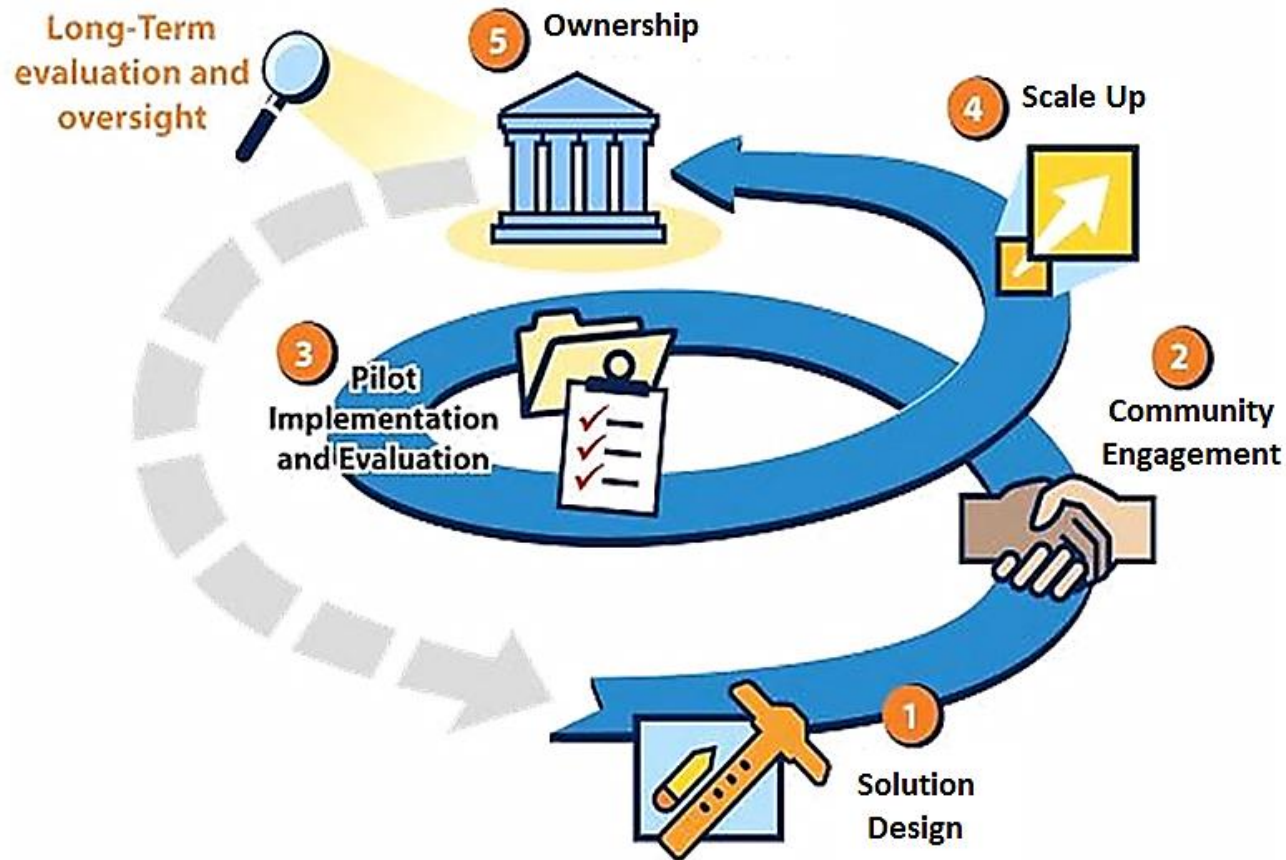 Long-Term
evaluation and
oversight
5
Ownership
4
Scale Up
3
Pilot
Implementation
and Evaluation
2
Community
Engagement
1
Solution
Design